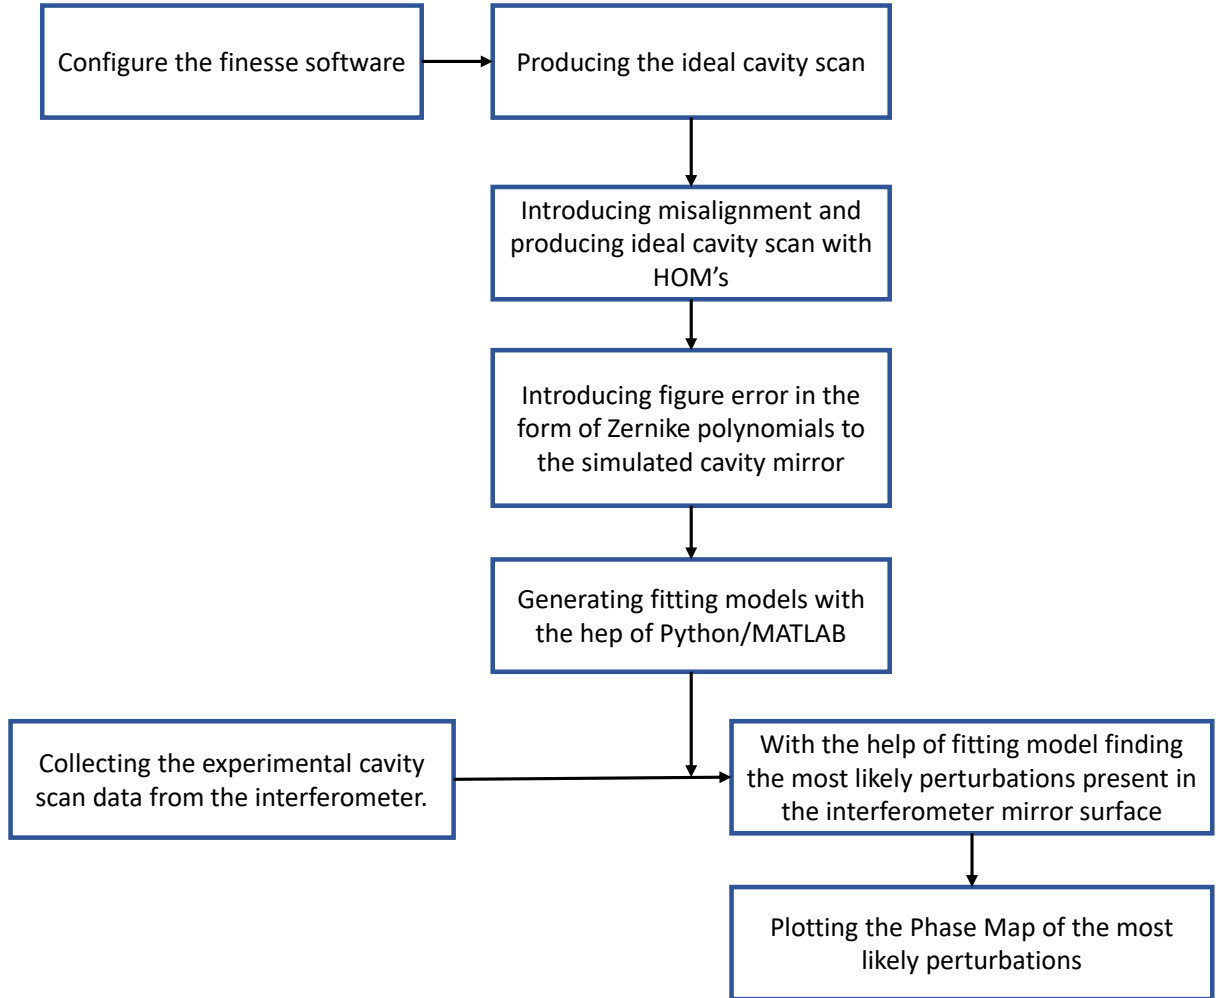 Configure the finesse software
Producing the ideal cavity scan
Introducing misalignment and
producing ideal cavity scan with
HOM's
Introducing figure error in the
form of Zernike polynomials to
the simulated cavity mirror
Generating fitting models with
the hep of Python/MATLAB
Collecting the experimental cavity
scan data from the interferometer.
With the help of fitting model finding
the most likely perturbations present in
the interferometer mirror surface
Plotting the Phase Map of the most
likely perturbations